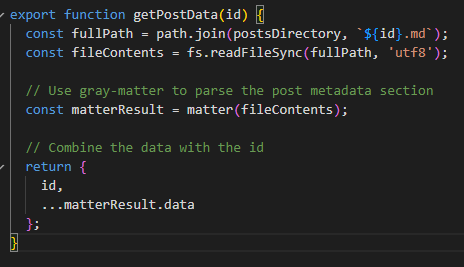 export function getPostData(id) {
  const fullPath = path.join(postsDirectory, `${id}.md`);
  const fileContents = fs.readFileSync(fullPath, 'utf8');

  // Use gray-matter to parse the post metadata section
  const matterResult = matter(fileContents);

  // Combine the data with the id
  return {
    id,
    ...matterResult.data
  };
}